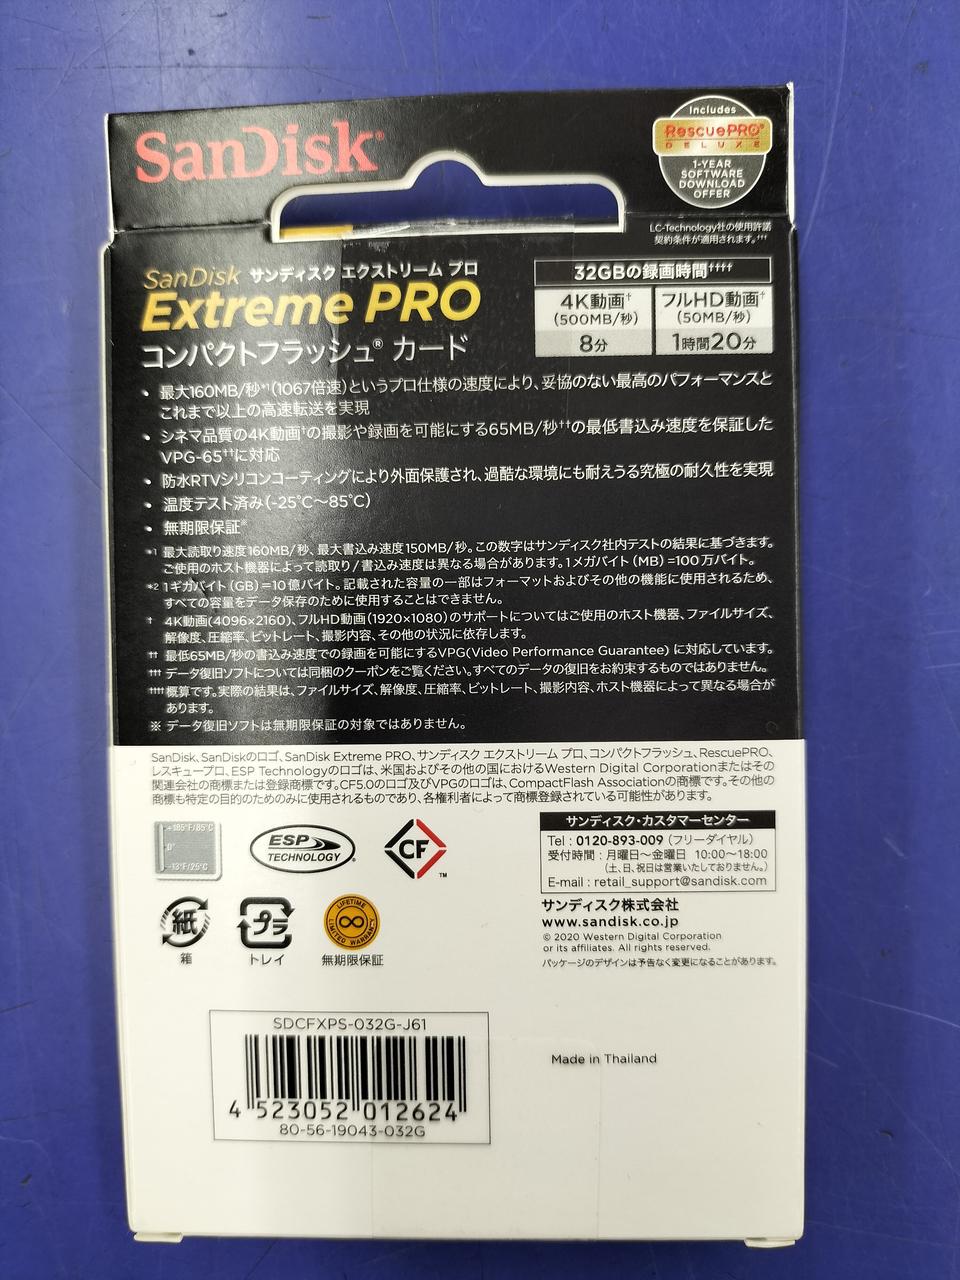 SanDisk®
Includes
RescuePRO®
DELUXE
1-YEAR
SOFTWARE
DOWNLOAD
OFFER
LC-Technology社の使用許諾
契約条件が適用されます。†††
SanDisk サンディスク エクストリーム プロ
Extreme PRO
コンパクトフラッシュ® カード
32GBの録画時間††††
4K動画† フルHD動画†
(500MB/秒) (50MB/秒)
8分 1時間20分
• 最大160MB/秒*1(1067倍速)というプロ仕様の速度により、妥協のない最高のパフォーマンスと
これまで以上の高速転送を実現
• シネマ品質の4K動画†の撮影や録画を可能にする65MB/秒††の最低書込み速度を保証した
VPG-65††に対応
• 防水RTVシリコンコーティングにより外面保護され、過酷な環境にも耐えうる究極の耐久性を実現
• 温度テスト済み(-25°C〜85°C)
• 無期限保証※
*1 最大読取り速度160MB/秒、最大書込み速度150MB/秒。この数字はサンディスク社内テストの結果に基づきます。
ご使用のホスト機器によって読取り/書込み速度は異なる場合があります。1メガバイト(MB)=100万バイト。
*2 1ギガバイト(GB)=10億バイト。記載された容量の一部はフォーマットおよびその他の機能に使用されるため、
すべての容量をデータ保存のために使用することはできません。
† 4K動画(4096×2160)、フルHD動画(1920×1080)のサポートについてはご使用のホスト機器、ファイルサイズ、
解像度、圧縮率、ビットレート、撮影内容、その他の状況に依存します。
†† 最低65MB/秒の書込み速度での録画を可能にするVPG(Video Performance Guarantee)に対応しています。
††† データ復旧ソフトについては同梱のクーポンをご覧ください。すべてのデータの復旧をお約束するものではありません。
†††† 概算です。実際の結果は、ファイルサイズ、解像度、圧縮率、ビットレート、撮影内容、ホスト機器によって異なる場合が
あります。
※ データ復旧ソフトは無期限保証の対象ではありません。
SanDisk、SanDiskのロゴ、SanDisk Extreme PRO、サンディスク エクストリーム プロ、コンパクトフラッシュ、RescuePRO、
レスキュープロ、ESP Technologyのロゴは、米国およびその他の国におけるWestern Digital Corporationまたはその
関連会社の商標または登録商標です。CF5.0のロゴ及びVPGのロゴは、CompactFlash Associationの商標です。その他の
商標も特定の目的のためのみに使用されるものであり、各権利者によって商標登録されている可能性があります。
+185°F/85°C
0°
-13°F/25°C
ESP
TECHNOLOGY®
CF™
サンディスク・カスタマーセンター
Tel : 0120-893-009 (フリーダイヤル)
受付時間 : 月曜日〜金曜日 10:00〜18:00
(土、日、祝日は営業いたしておりません。)
E-mail : retail_support@sandisk.com
紙
箱
プラ
トレイ
LIFETIME
LIMITED WARRANTY
無期限保証
サンディスク株式会社
www.sandisk.co.jp
© 2020 Western Digital Corporation
or its affiliates. All rights reserved.
パッケージのデザインは予告なく変更になることがあります。
SDCFXPS-032G-J61
4 523052 012624
80-56-19043-032G
Made in Thailand